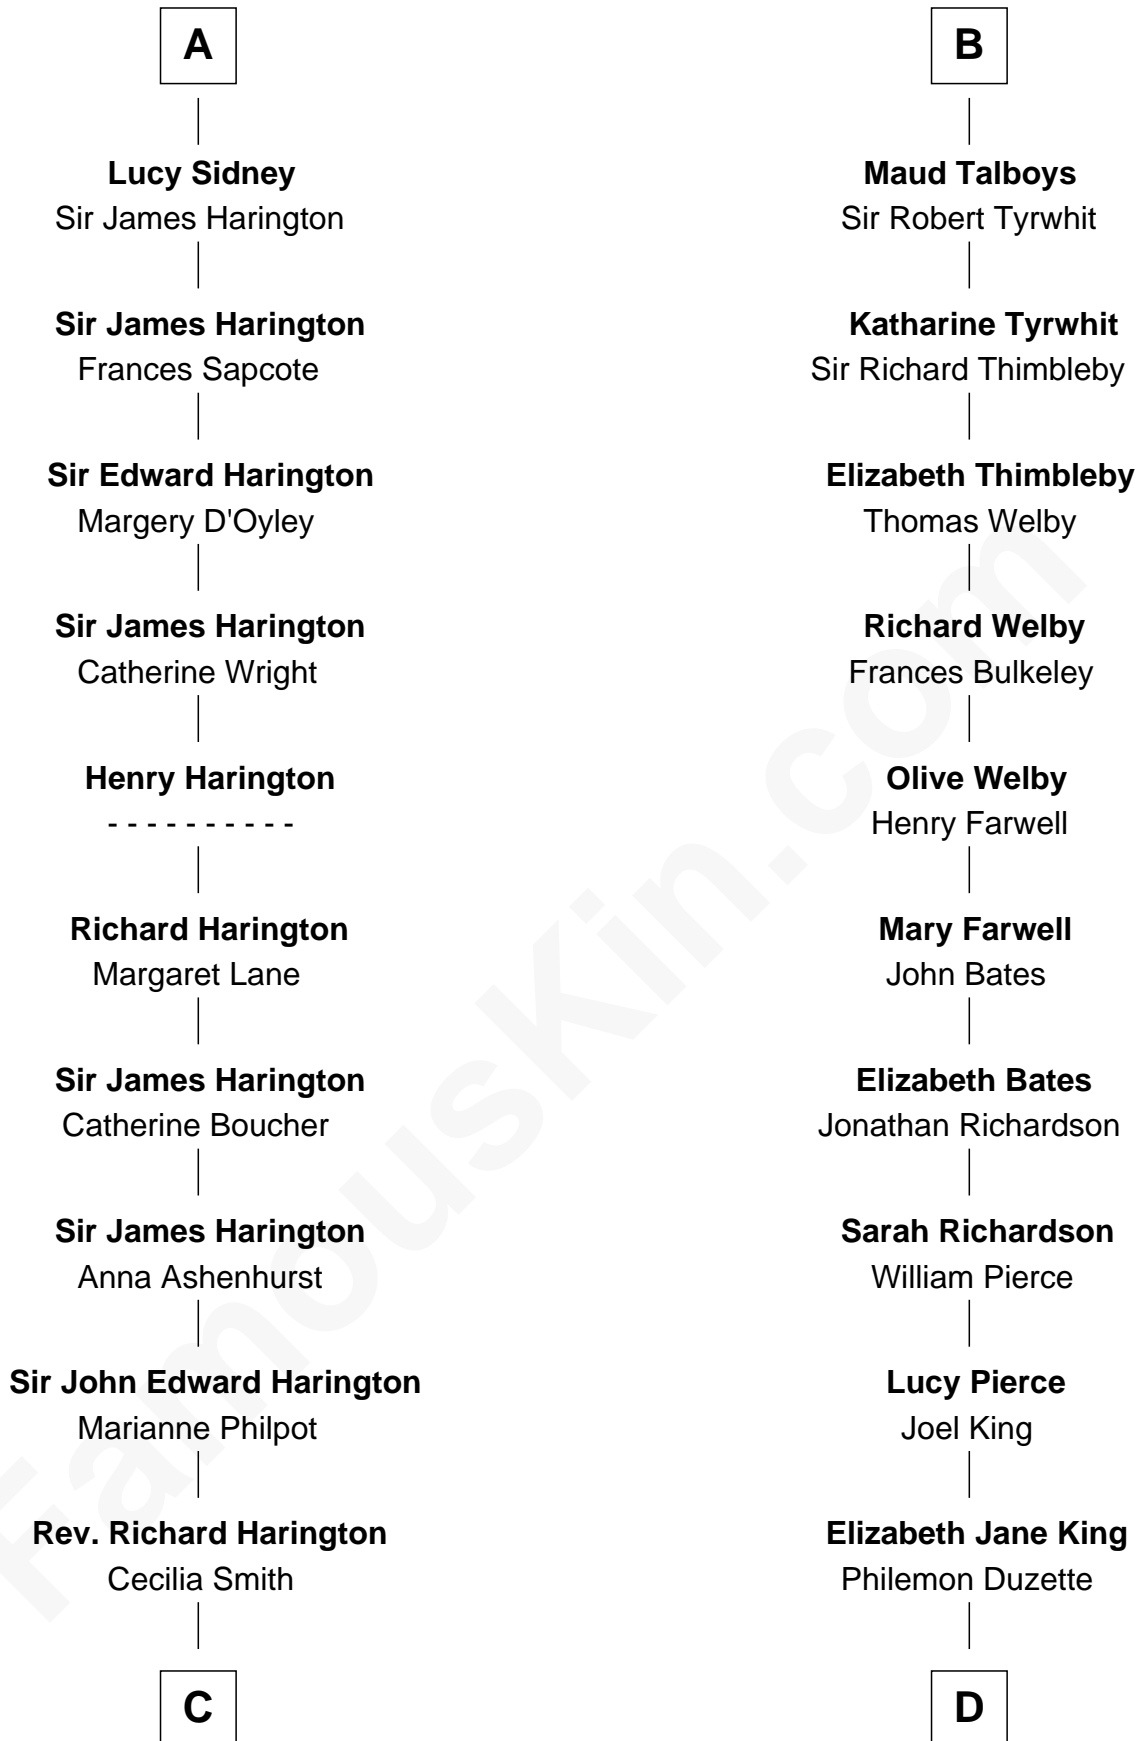 A
Lucy Sidney
Sir James Harington
Sir James Harington
Frances Sapcote
Sir Edward Harington
Margery D'Oyley
Sir James Harington
Catherine Wright
Henry Harington
- - - - - - - - - -
Richard Harington
Margaret Lane
Sir James Harington
Catherine Boucher
Sir James Harington
Anna Ashenhurst
Sir John Edward Harington
Marianne Philpot
Rev. Richard Harington
Cecilia Smith
C
B
Maud Talboys
Sir Robert Tyrwhit
Katharine Tyrwhit
Sir Richard Thimbleby
Elizabeth Thimbleby
Thomas Welby
Richard Welby
Frances Bulkeley
Olive Welby
Henry Farwell
Mary Farwell
John Bates
Elizabeth Bates
Jonathan Richardson
Sarah Richardson
William Pierce
Lucy Pierce
Joel King
Elizabeth Jane King
Philemon Duzette
D
FamousKin.com